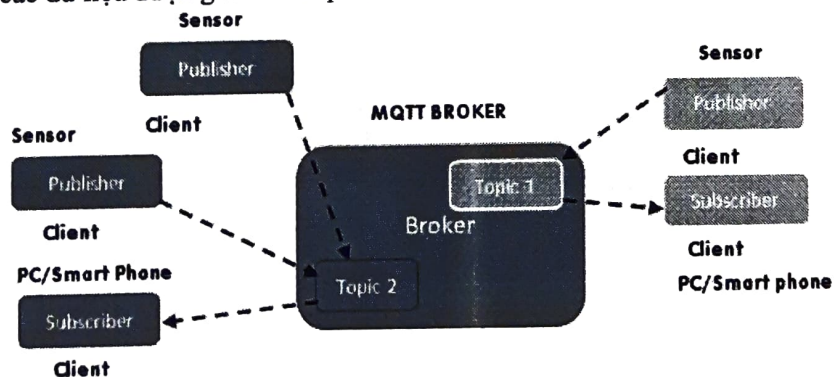 Sensor
Publisher
Client
Sensor
Publisher
Client
PC/Smart Phone
Subscriber
Client
MQTT BROKER
Topic 1
Broker
Topic 2
Sensor
Publisher
Client
Subscriber
Client
PC/Smart phone